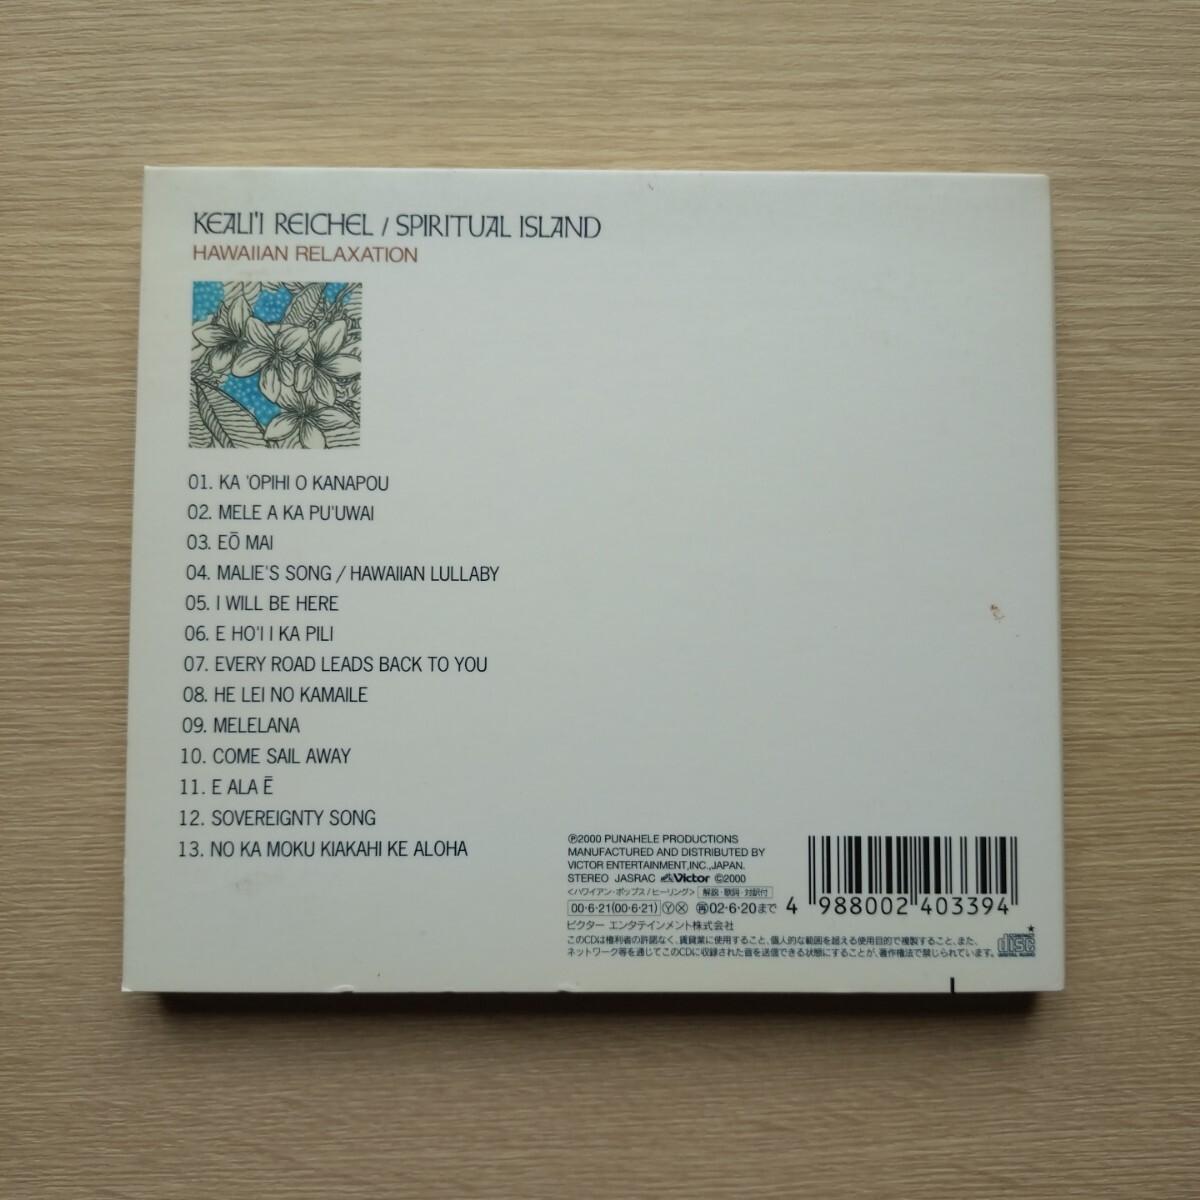 KEALI'I REICHEL / SPIRITUAL ISLAND
HAWAIIAN RELAXATION
01. KA 'OPIHI O KANAPOU
02. MELE A KA PU'UWAI
03. EŌ MAI
04. MALIE'S SONG / HAWAIIAN LULLABY
05. I WILL BE HERE
06. E HO'I I KA PILI
07. EVERY ROAD LEADS BACK TO YOU
08. HE LEI NO KAMAILE
09. MELELANA
10. COME SAIL AWAY
11. E ALA Ē
12. SOVEREIGNTY SONG
13. NO KA MOKU KIAKAHI KE ALOHA
℗2000 PUNAHELE PRODUCTIONS
MANUFACTURED AND DISTRIBUTED BY
VICTOR ENTERTAINMENT,INC.,JAPAN.
STEREO JASRAC Victor ©2000
<ハワイアン・ポップス/ヒーリング> 解説・歌詞・対訳付
00・6・21(00・6・21) Ⓨ Ⓧ ㊢02・6・20まで
ビクター エンタテインメント株式会社
このCDは権利者の許諾なく、賃貸業に使用すること、個人的な範囲を超える使用目的で複製すること、また、
ネットワーク等を通じてこのCDに収録された音を送信できる状態にすることが、著作権法で禁じられています。
4 988002 403394
COMPACT disc DIGITAL AUDIO